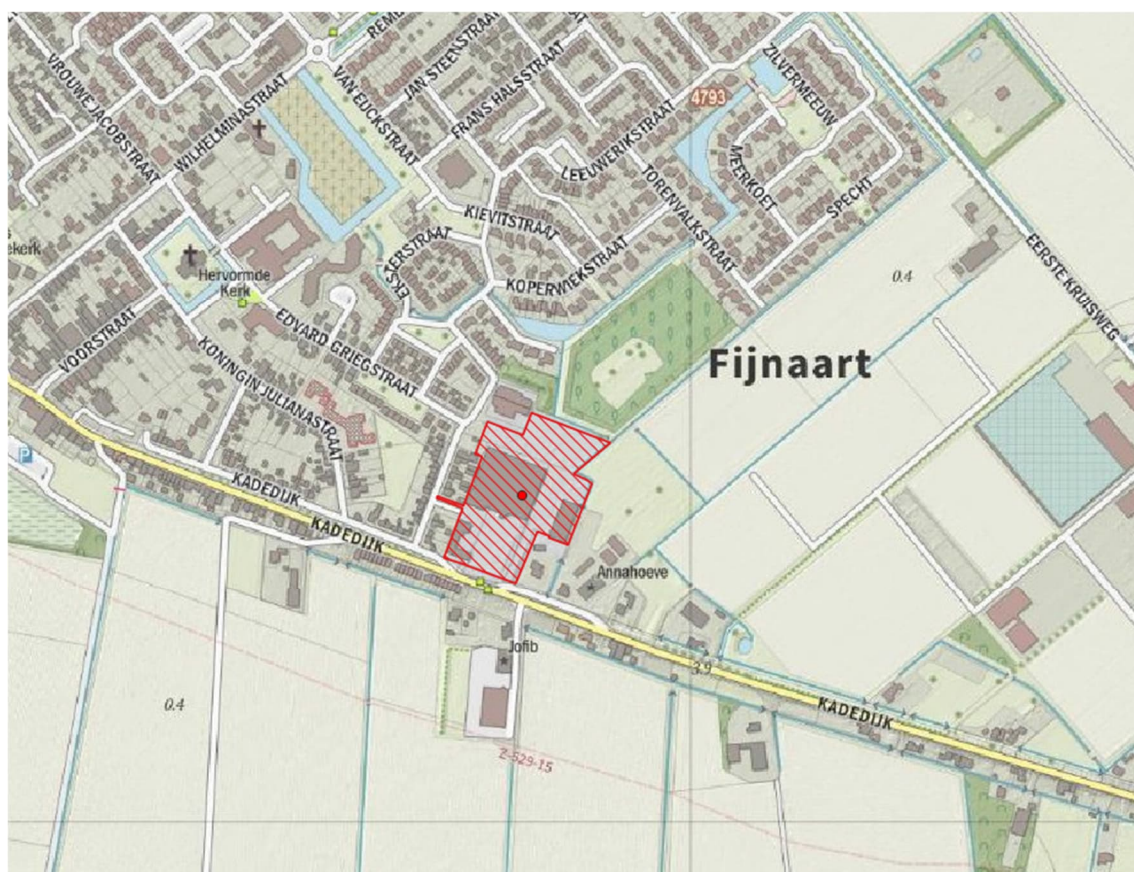 REMB
JAN STEENSTRAAT
VROUWE JACOBSTRAAT
WILHELMINASTRAAT
VAN EIJCKSTRAAT
FRANS HALSSTRAAT
ZILVERMEEUW
4793
LEEUWERIKSTRAAT
MEERKOET
TORENVALKSTRAAT
SPECHT
KIEVITSTRAAT
EKSTERSTRAAT
KOPERWIEKSTRAAT
EERSTE KRUISWEG
ekerk
Hervormde
Kerk
0.4
VOORSTRAAT
EDVARD GRIEGSTRAAT
KONINGIN JULIANASTRAAT
Fijnaart
P
KADEDIJK
KADEDIJK
Annahoeve
Jofib
3.9
0.4
KADEDIJK
Z-529-15